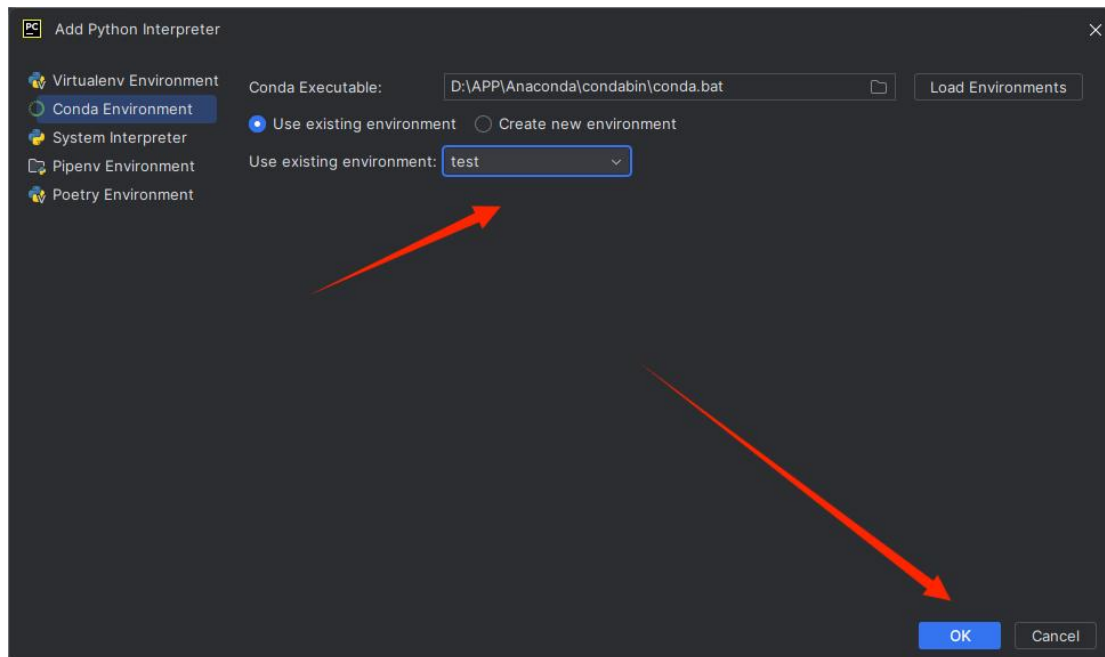 PC Add Python Interpreter
Virtualenv Environment
Conda Environment
System Interpreter
Pipenv Environment
Poetry Environment
Conda Executable: D:\APP\Anaconda\condabin\conda.bat Load Environments
Use existing environment Create new environment
Use existing environment: test
OK Cancel